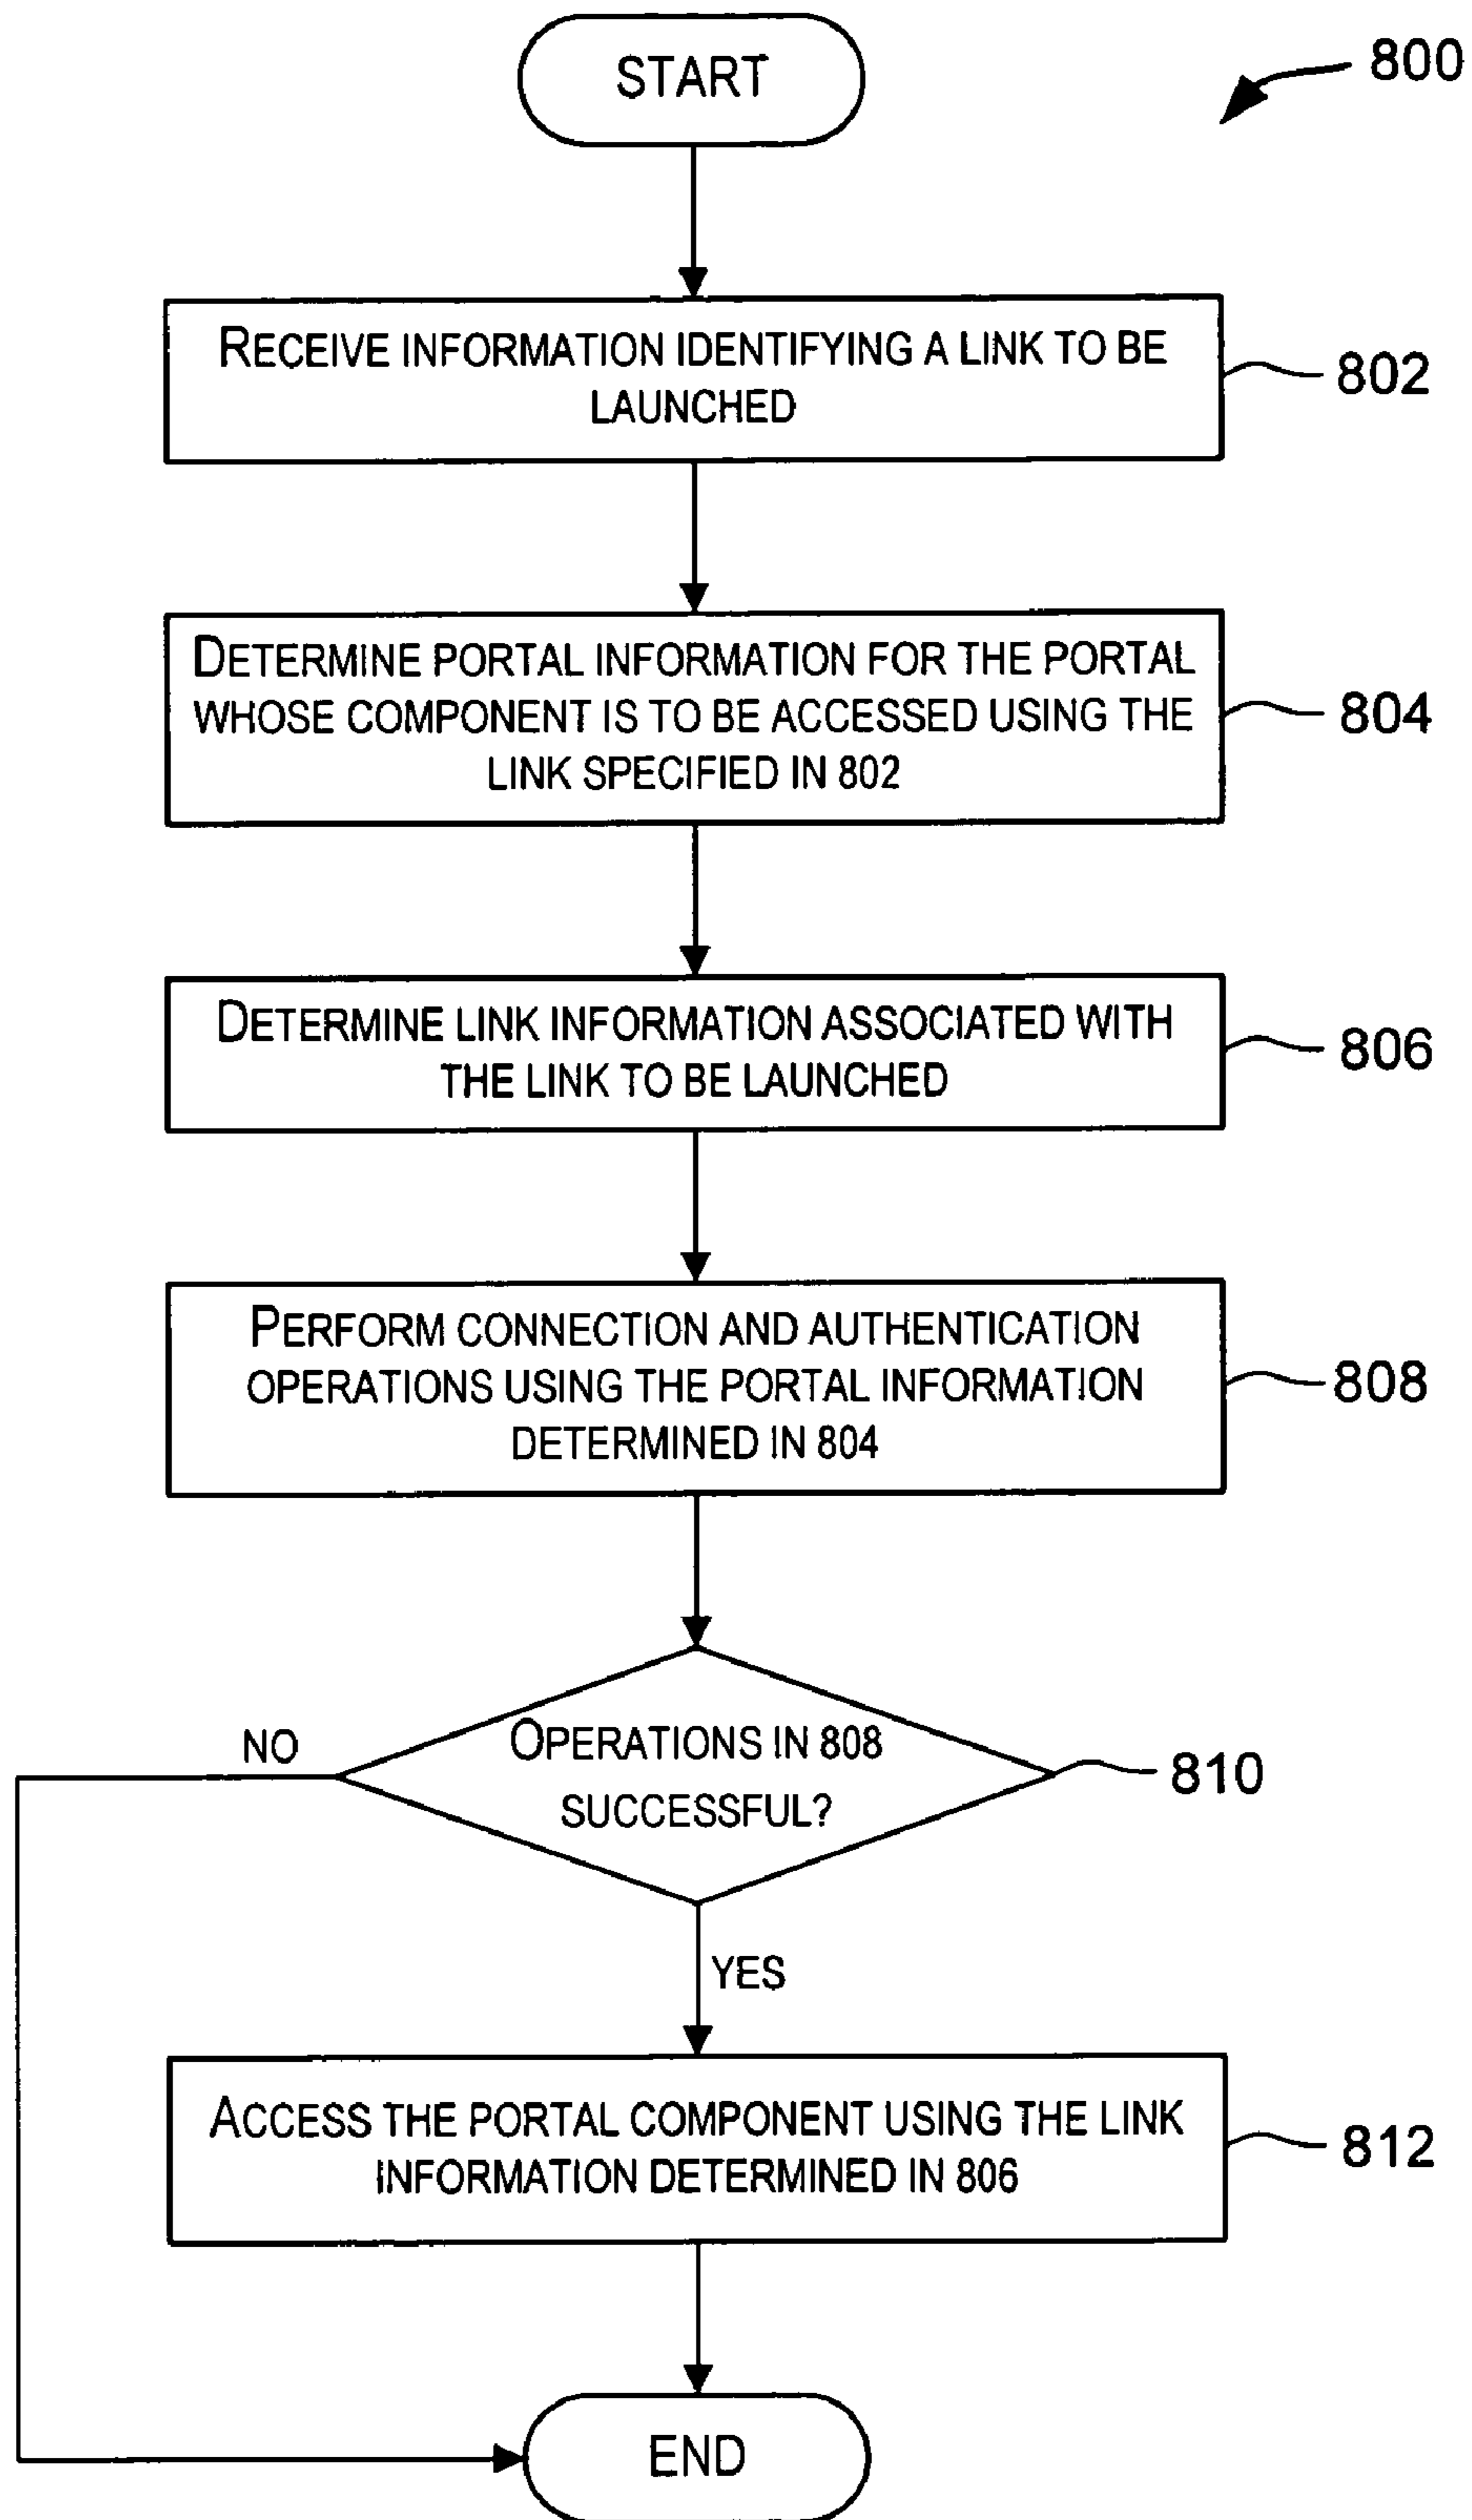 START
800
RECEIVE INFORMATION IDENTIFYING A LINK TO BE
LAUNCHED
802
DETERMINE PORTAL INFORMATION FOR THE PORTAL
WHOSE COMPONENT IS TO BE ACCESSED USING THE
LINK SPECIFIED IN 802
804
DETERMINE LINK INFORMATION ASSOCIATED WITH
THE LINK TO BE LAUNCHED
806
PERFORM CONNECTION AND AUTHENTICATION
OPERATIONS USING THE PORTAL INFORMATION
DETERMINED IN 804
808
NO
OPERATIONS IN 808
SUCCESSFUL?
810
YES
ACCESS THE PORTAL COMPONENT USING THE LINK
INFORMATION DETERMINED IN 806
812
END